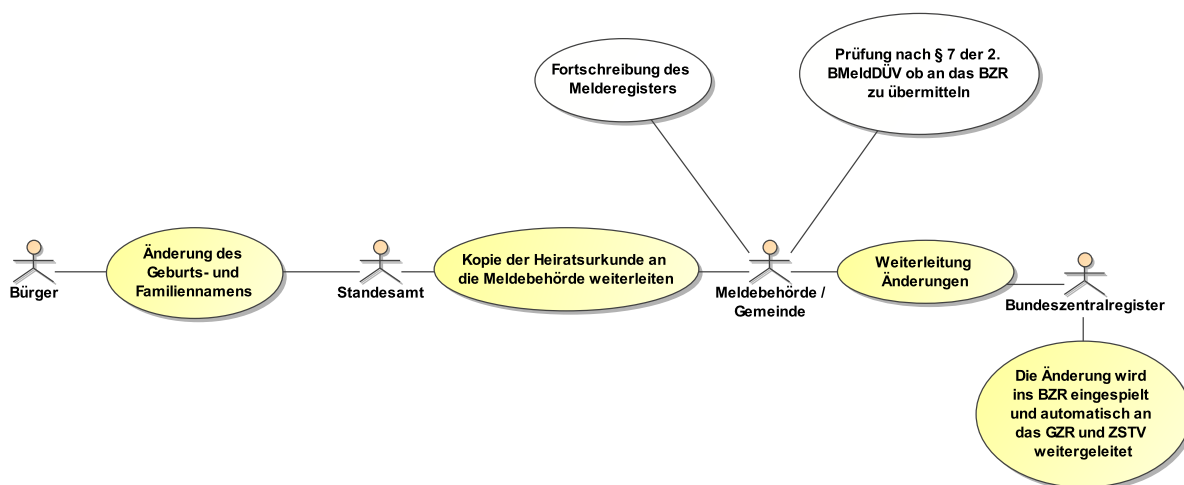 Fortschreibung des
Melderegisters
Prüfung nach § 7 der 2.
BMeldDÜV ob an das BZR
zu übermitteln
Bürger
Änderung des
Geburts- und
Familiennamens
Standesamt
Kopie der Heiratsurkunde an
die Meldebehörde weiterleiten
Meldebehörde /
Gemeinde
Weiterleitung
Änderungen
Bundeszentralregister
Die Änderung wird
ins BZR eingespielt
und automatisch an
das GZR und ZSTV
weitergeleitet